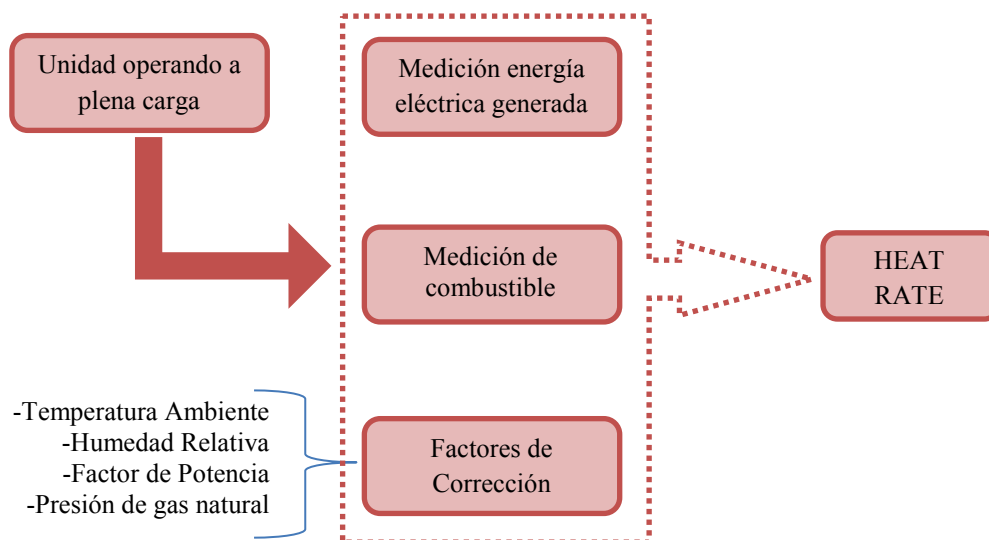 Unidad operando a
plena carga
Medición energía
eléctrica generada
Medición de
combustible
HEAT
RATE
-Temperatura Ambiente
-Humedad Relativa
-Factor de Potencia
-Presión de gas natural
Factores de
Corrección